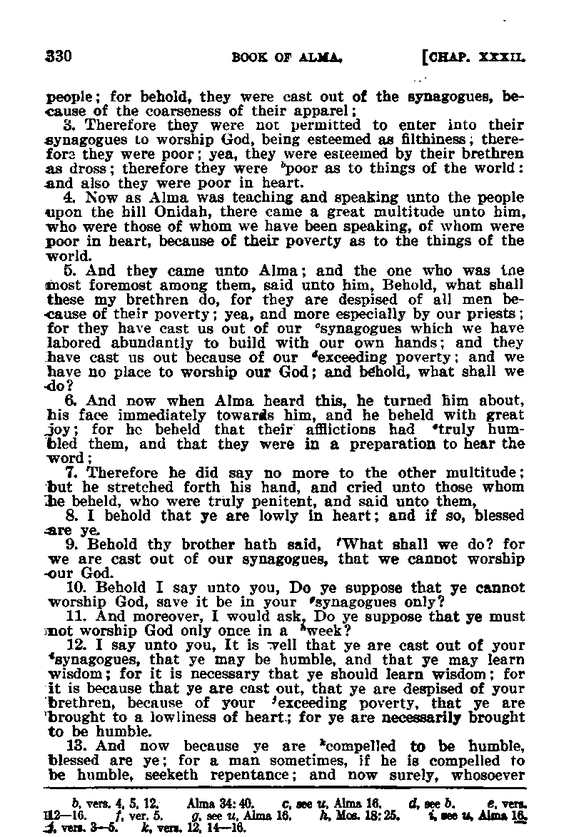 330 BOOK OF ALMA. [CHAP. XXXII.
people; for behold, they were cast out of the synagogues, be-
cause of the coarseness of their apparel;
3. Therefore they were not permitted to enter into their
synagogues to worship God, being esteemed as filthiness; there-
fore they were poor; yea, they were esteemed by their brethren
as dross; therefore they were ᵇpoor as to things of the world:
and also they were poor in heart.
4. Now as Alma was teaching and speaking unto the people
upon the hill Onidah, there came a great multitude unto him,
who were those of whom we have been speaking, of whom were
poor in heart, because of their poverty as to the things of the
world.
5. And they came unto Alma; and the one who was the
most foremost among them, said unto him, Behold, what shall
these my brethren do, for they are despised of all men be-
cause of their poverty; yea, and more especially by our priests;
for they have cast us out of our ᶜsynagogues which we have
labored abundantly to build with our own hands; and they
have cast us out because of our ᵈexceeding poverty; and we
have no place to worship our God; and behold, what shall we
do?
6. And now when Alma heard this, he turned him about,
his face immediately towards him, and he beheld with great
joy; for he beheld that their afflictions had ᵉtruly hum-
bled them, and that they were in a preparation to hear the
word;
7. Therefore he did say no more to the other multitude;
but he stretched forth his hand, and cried unto those whom
he beheld, who were truly penitent, and said unto them,
8. I behold that ye are lowly in heart; and if so, blessed
are ye.
9. Behold thy brother hath said, ᶠWhat shall we do? for
we are cast out of our synagogues, that we cannot worship
our God.
10. Behold I say unto you, Do ye suppose that ye cannot
worship God, save it be in your ᵍsynagogues only?
11. And moreover, I would ask, Do ye suppose that ye must
not worship God only once in a ʰweek?
12. I say unto you, It is well that ye are cast out of your
ⁱsynagogues, that ye may be humble, and that ye may learn
wisdom; for it is necessary that ye should learn wisdom; for
it is because that ye are cast out, that ye are despised of your
brethren, because of your ʲexceeding poverty, that ye are
brought to a lowliness of heart; for ye are necessarily brought
to be humble.
13. And now because ye are ᵏcompelled to be humble,
blessed are ye; for a man sometimes, if he is compelled to
be humble, seeketh repentance; and now surely, whosoever
b, vers. 4, 5, 12. Alma 34:40. c, see u, Alma 16. d, see b. e, vers.
12—16. f, ver. 5. g, see u, Alma 16. h, Mos. 18:25. i, see u, Alma 16.
j, vers. 3—5. k, vers. 12, 14—16.